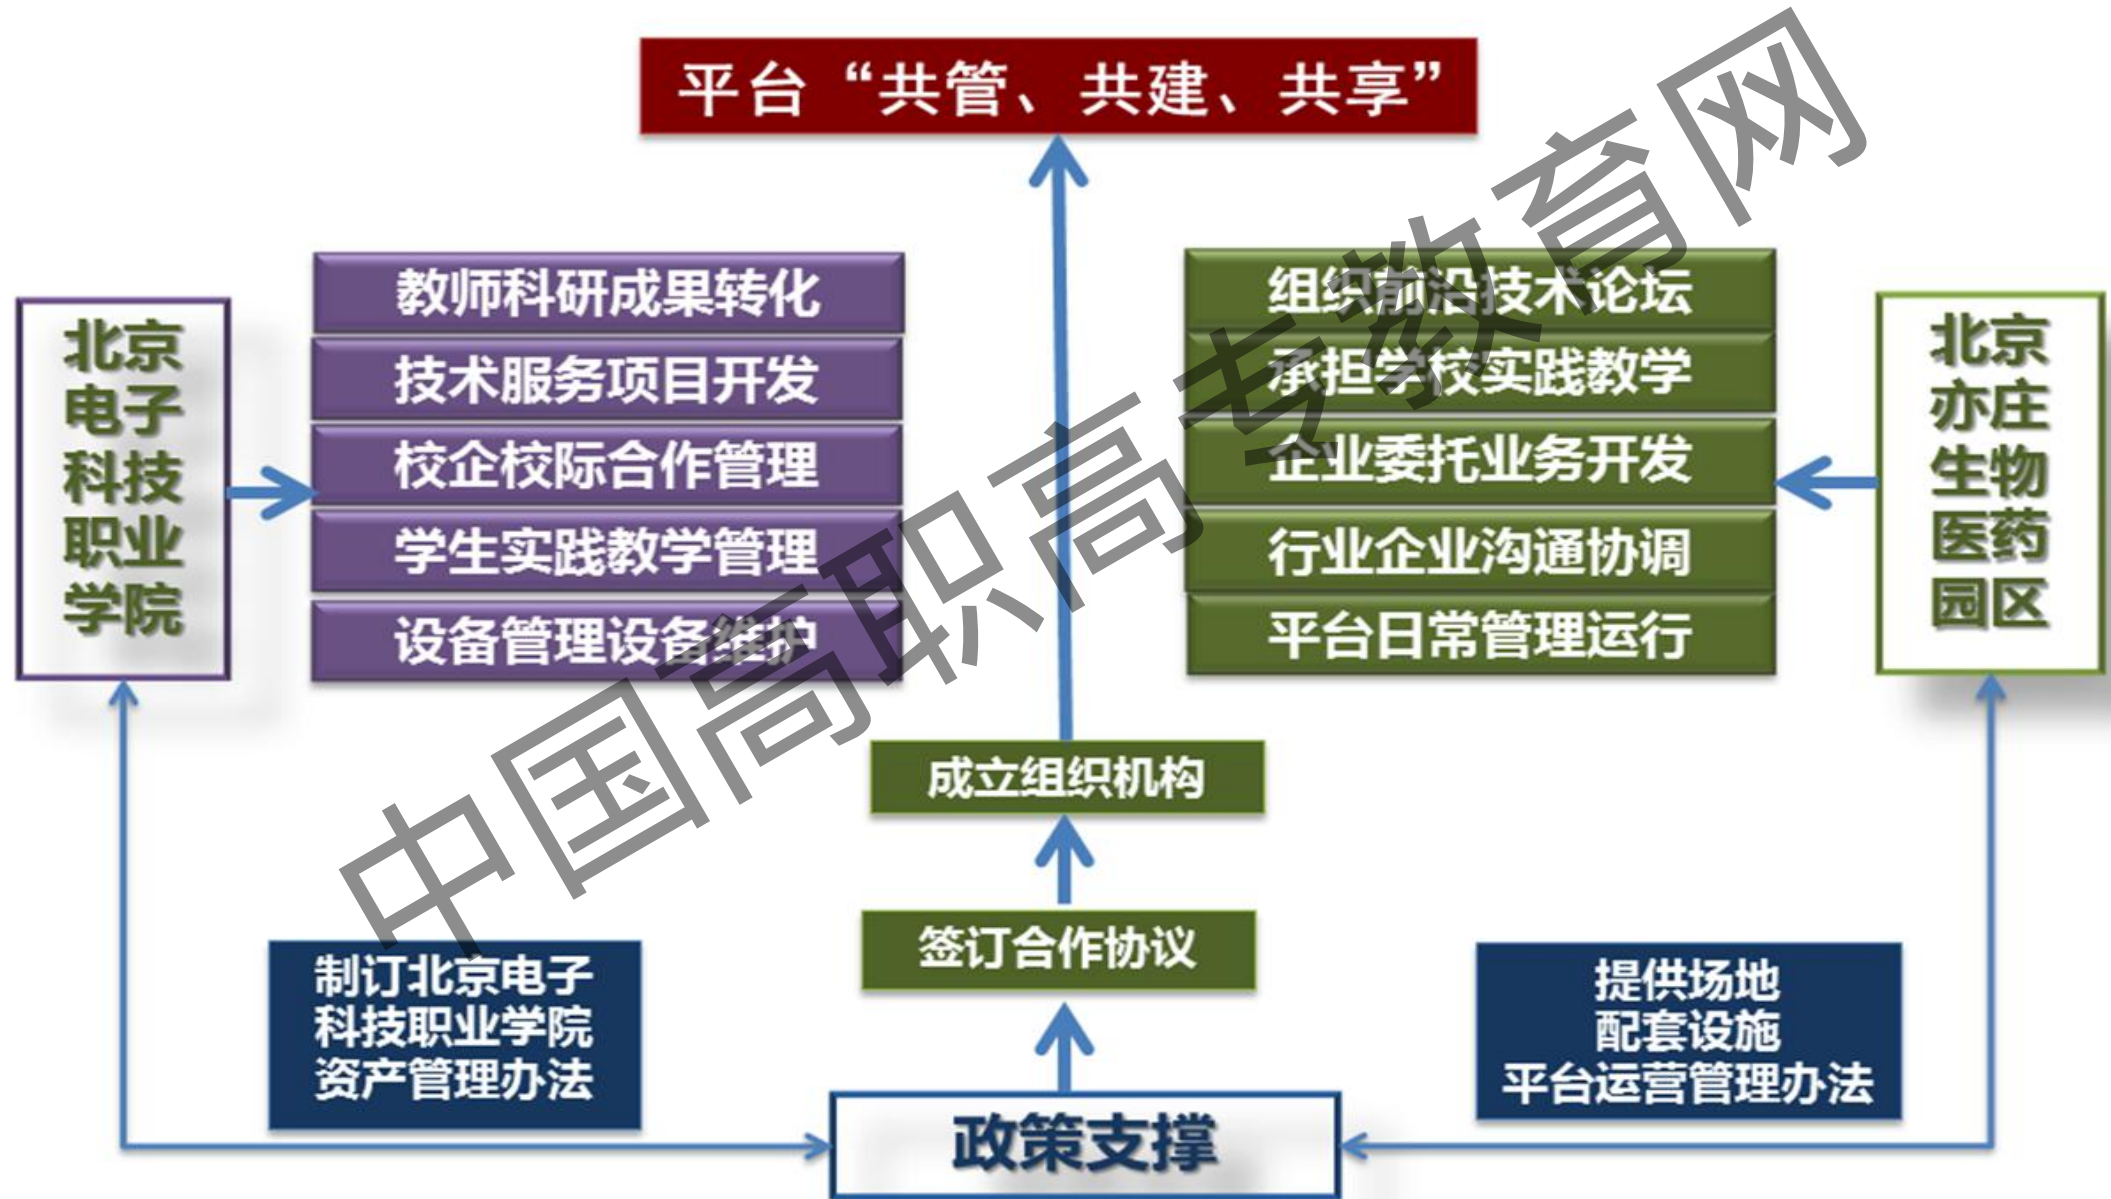 平台“共管、共建、共享”
北京
电子
科技
职业
学院
教师科研成果转化
技术服务项目开发
校企校际合作管理
学生实践教学管理
设备管理设备维护
组织前沿技术论坛
承担学校实践教学
企业委托业务开发
行业企业沟通协调
平台日常管理运行
北京
亦庄
生物
医药
园区
成立组织机构
签订合作协议
制订北京电子
科技职业学院
资产管理办法
提供场地
配套设施
平台运营管理办法
政策支撑
中国高职高专教育网